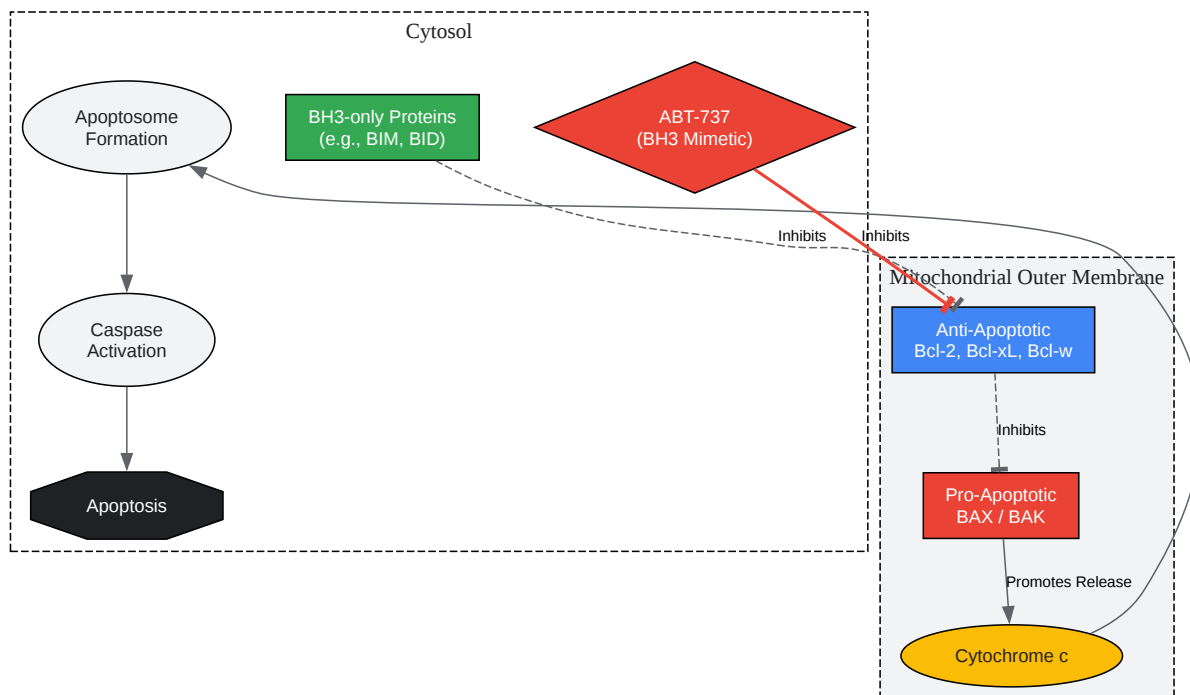 Cytosol
Apoptosome
Formation
BH3-only Proteins
(e.g., BIM, BID)
ABT-737
(BH3 Mimetic)
Inhibits
Inhibits
Mitochondrial Outer Membrane
Caspase
Activation
Anti-Apoptotic
Bcl-2, Bcl-xL, Bcl-w
Inhibits
Apoptosis
Pro-Apoptotic
BAX / BAK
Promotes Release
Cytochrome c